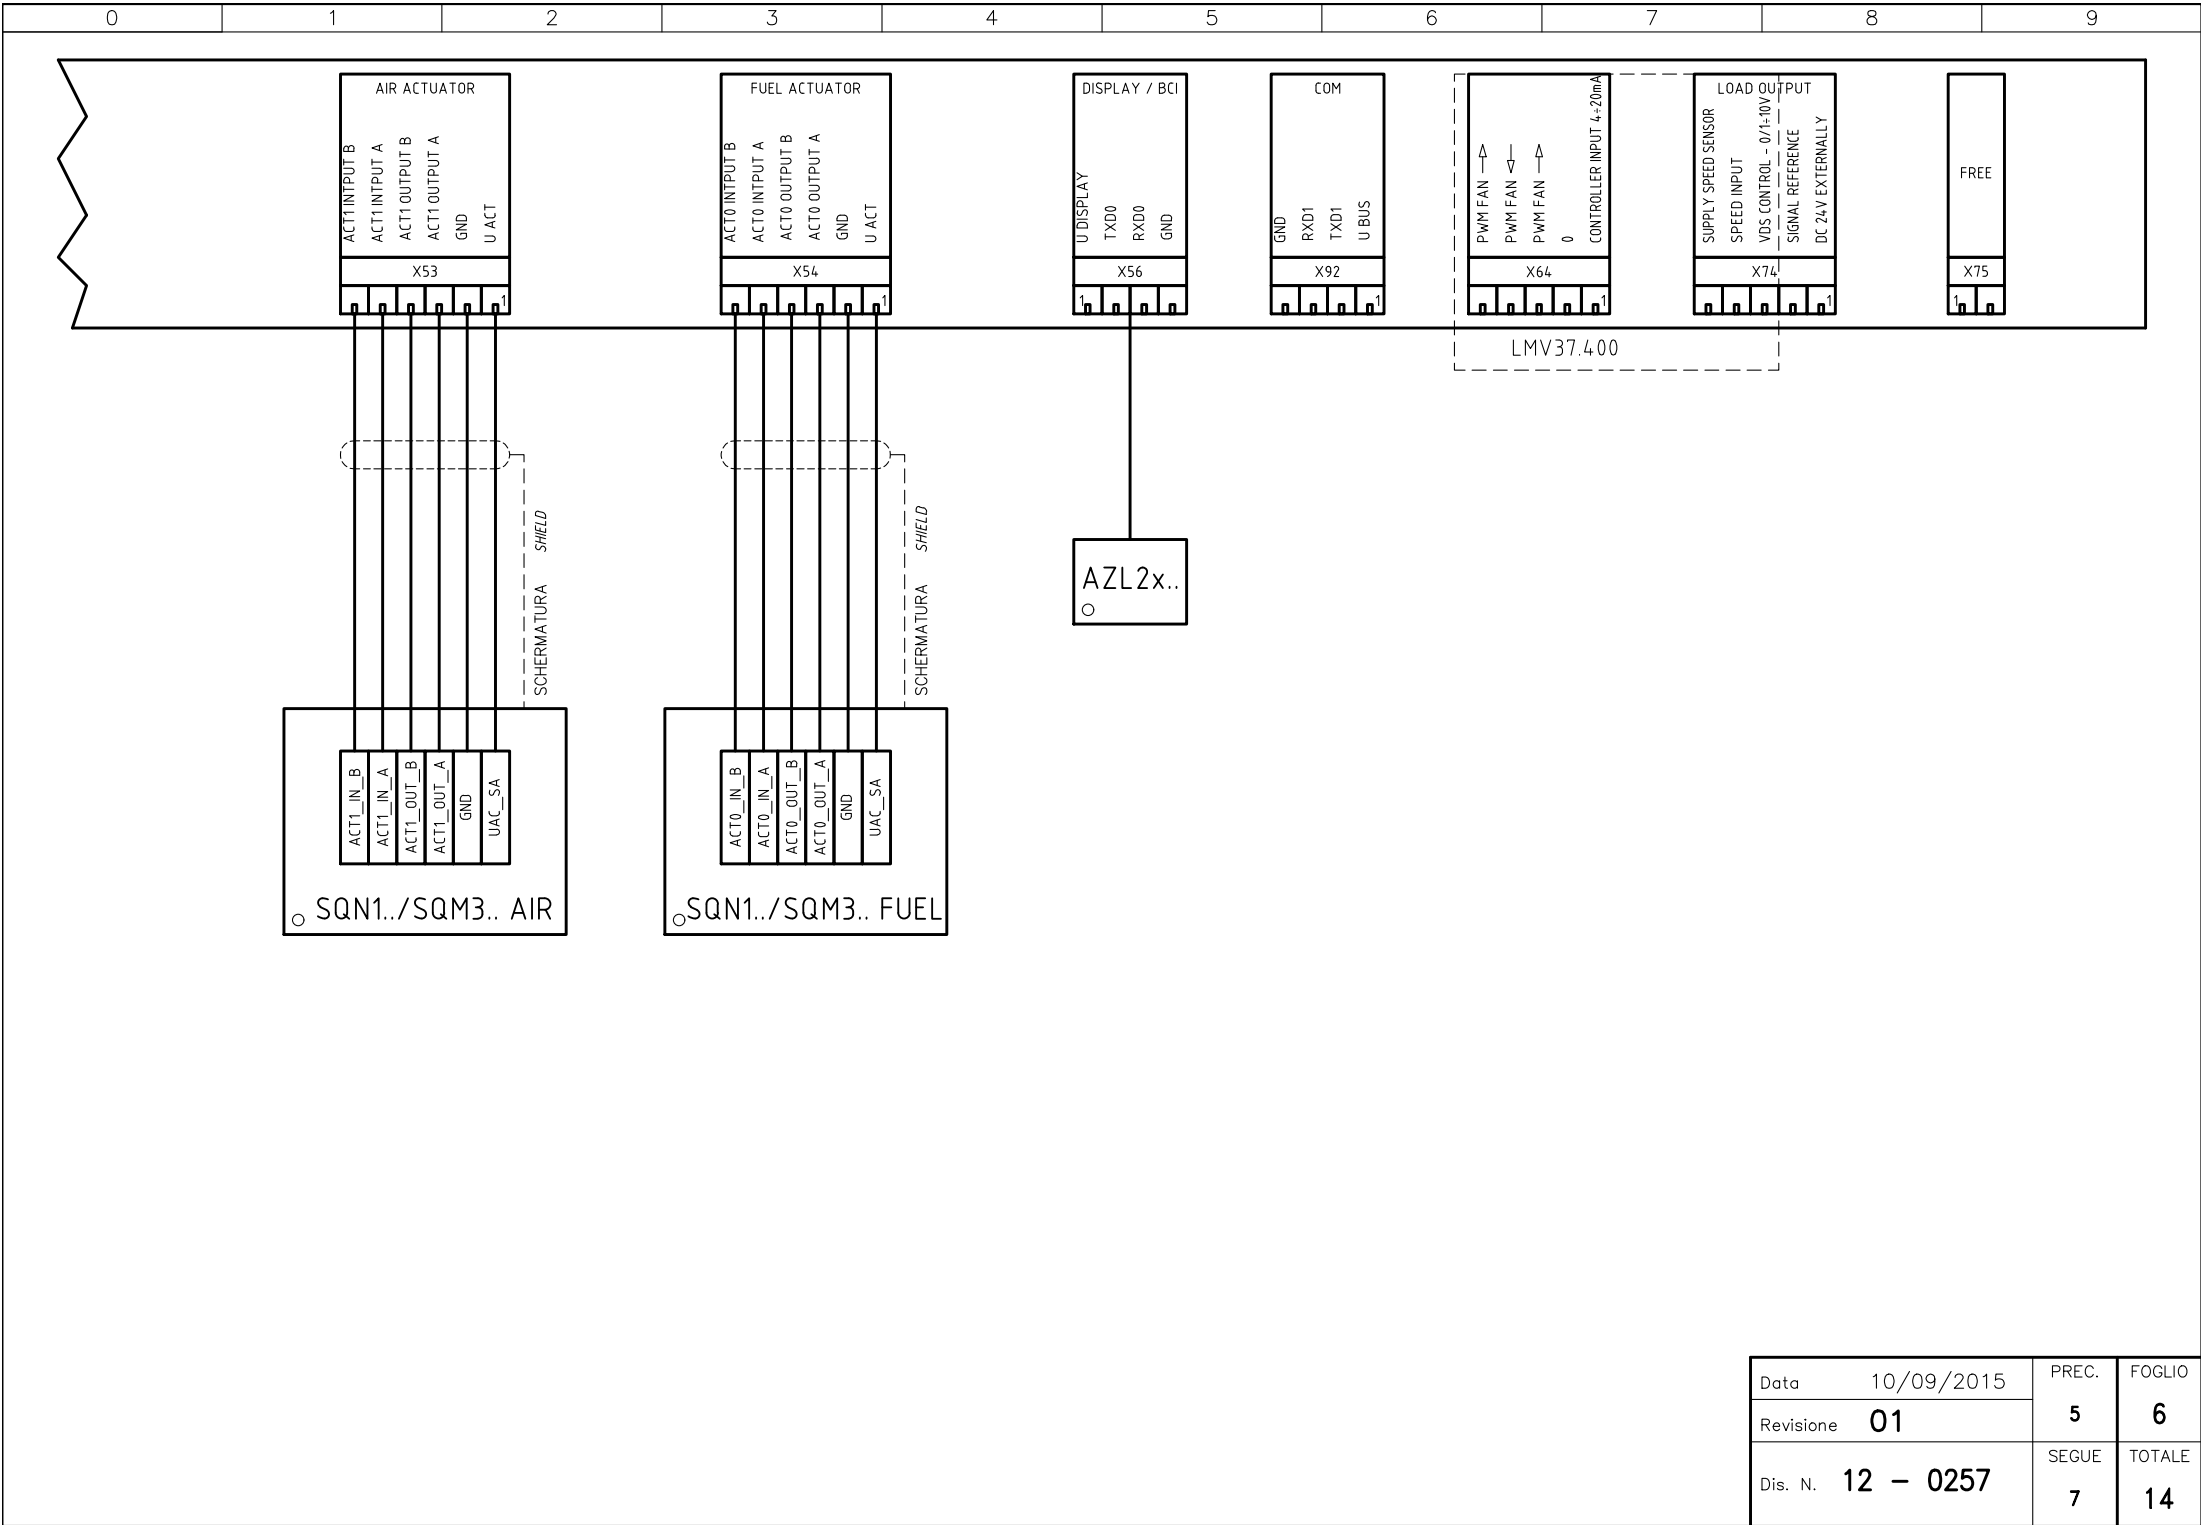 0 1 2 3 4 5 6 7 8 9
AIR ACTUATOR
ACT1 INTPUT B
ACT1 INTPUT A
ACT1 OUTPUT B
ACT1 OUTPUT A
GND
U ACT
X53
1
FUEL ACTUATOR
ACT0 INTPUT B
ACT0 INTPUT A
ACT0 OUTPUT B
ACT0 OUTPUT A
GND
U ACT
X54
1
DISPLAY / BCI
U DISPLAY
TXD0
RXD0
GND
X56
1
COM
GND
RXD1
TXD1
U BUS
X92
1
PWM FAN
PWM FAN
PWM FAN
0
CONTROLLER INPUT 4÷20mA
X64
1
LOAD OUTPUT
SUPPLY SPEED SENSOR
SPEED INPUT
VDS CONTROL - 0/1÷10V
SIGNAL REFERENCE
DC 24V EXTERNALLY
X74
1
FREE
X75
1
LMV37.400
SCHERMATURA SHIELD
SCHERMATURA SHIELD
AZL2x..
ACT1_IN_B
ACT1_IN_A
ACT1_OUT_B
ACT1_OUT_A
GND
UAC_SA
SQN1../SQM3.. AIR
ACT0_IN_B
ACT0_IN_A
ACT0_OUT_B
ACT0_OUT_A
GND
UAC_SA
SQN1../SQM3.. FUEL
Data 10/09/2015
Revisione 01
Dis. N. 12 - 0257
PREC.
5
FOGLIO
6
SEGUE
7
TOTALE
14